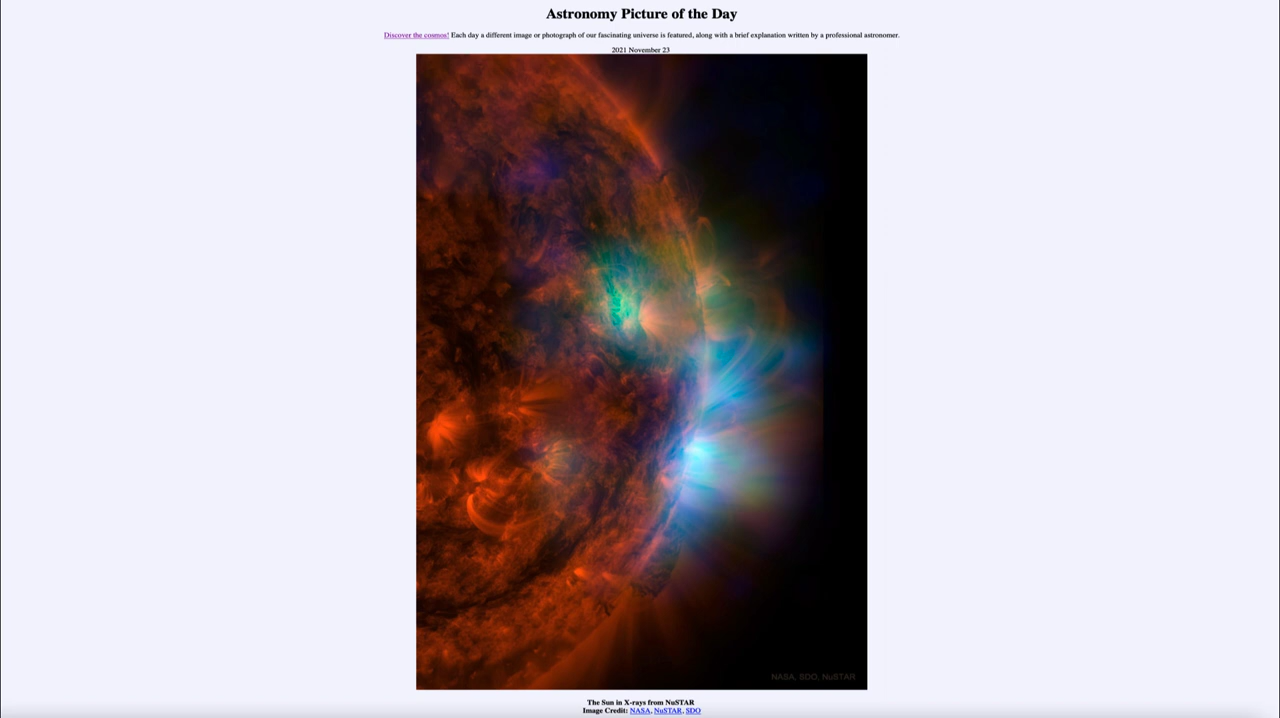 Astronomy Picture of the Day
Discover the cosmos! Each day a different image or photograph of our fascinating universe is featured, along with a brief explanation written by a professional astronomer.
2021 November 23
NASA, SDO, NuSTAR
The Sun in X-rays from NuSTAR
Image Credit: NASA, NuSTAR, SDO